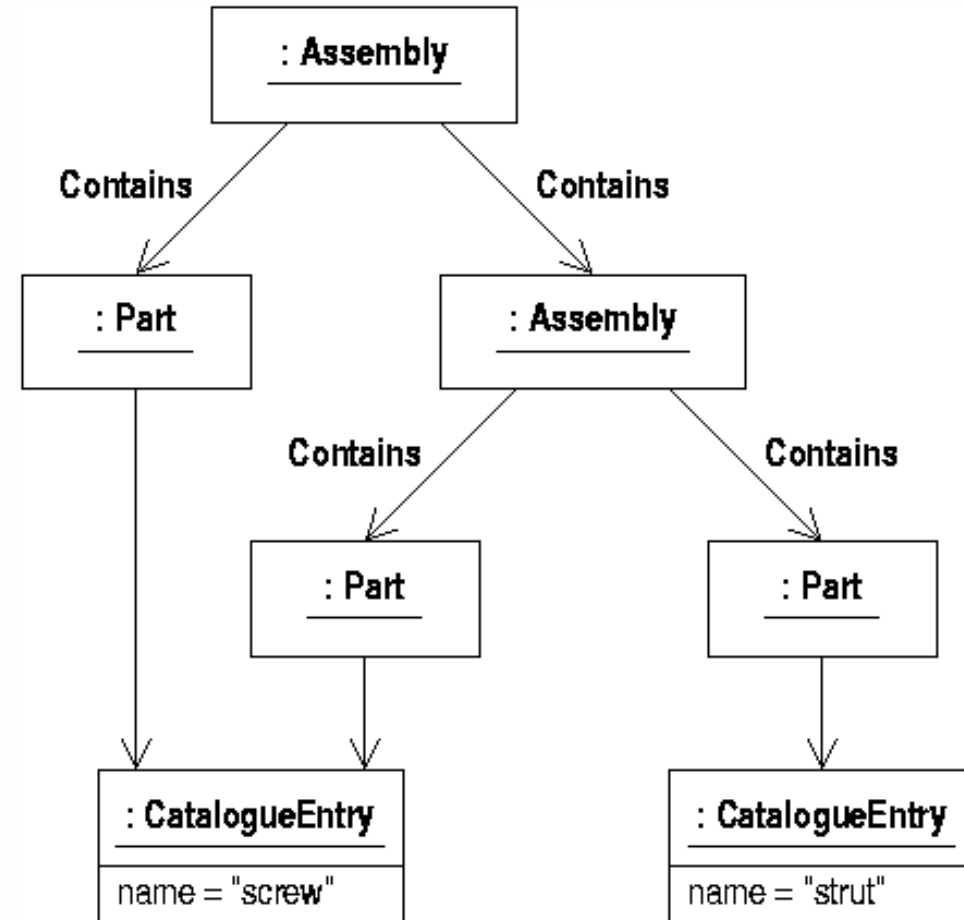 : Assembly
Contains
Contains
: Part
: Assembly
Contains
Contains
: Part
: Part
: CatalogueEntry
: CatalogueEntry
name = "screw"
name = "strut"